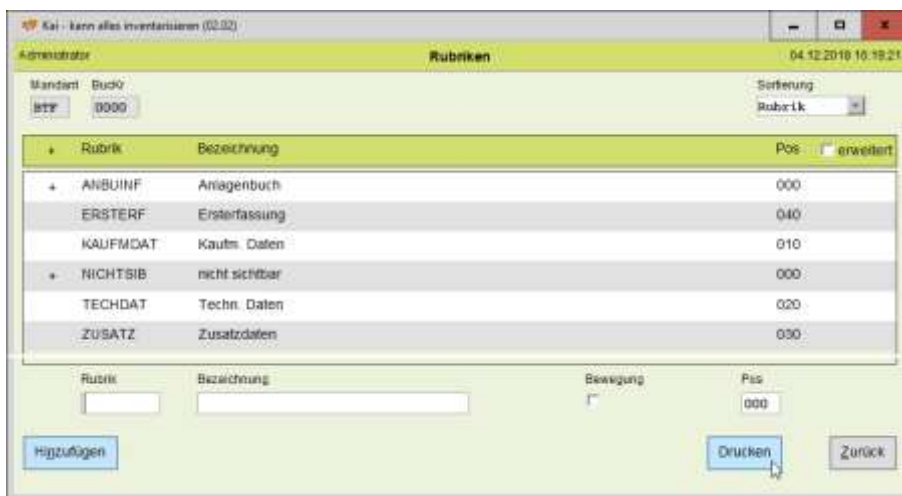 Kai - kann alles inventarisieren (02.02)
Administrator Rubriken 04.12.2018 16:19:21
Mandant BucKr Sortierung
HTP 0000 Rubrik
+ Rubrik Bezeichnung Pos erweitert
+ ANBUINF Anlagenbuch 000
ERSTERF Ersterfassung 040
KAUFMDAT Kaufm. Daten 010
+ NICHTSIB nicht sichtbar 000
TECHDAT Techn. Daten 020
ZUSATZ Zusatzdaten 030
Rubrik Bezeichnung Bewegung Pos
000
Hinzufügen Drucken Zurück